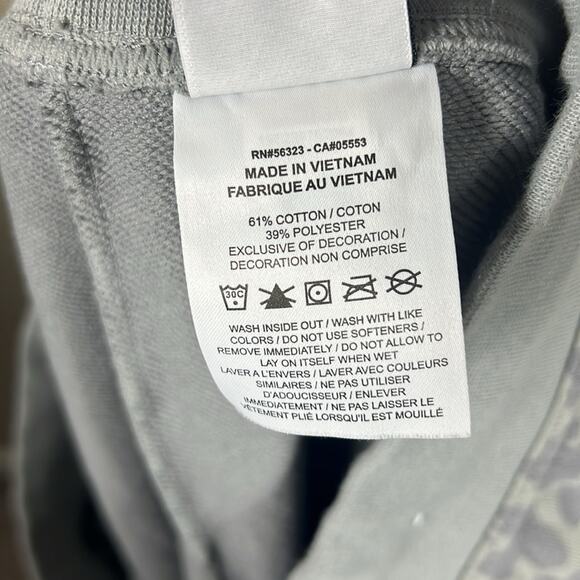 RN#56323 - CA#05553
MADE IN VIETNAM
FABRIQUE AU VIETNAM
61% COTTON / COTON
39% POLYESTER
EXCLUSIVE OF DECORATION /
DECORATION NON COMPRISE
30C
WASH INSIDE OUT / WASH WITH LIKE
COLORS / DO NOT USE SOFTENERS /
REMOVE IMMEDIATELY / DO NOT ALLOW TO
LAY ON ITSELF WHEN WET
LAVER A L'ENVERS / LAVER AVEC COULEURS
SIMILAIRES / NE PAS UTILISER
D'ADOUCISSEUR / ENLEVER
IMMEDIATEMENT / NE PAS LAISSER LE
VÊTEMENT PLIÉ LORSQU'IL EST MOUILLÉ